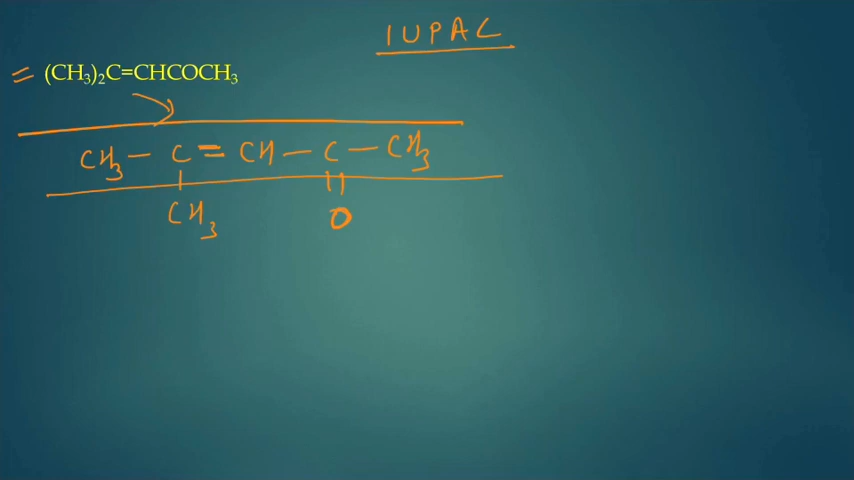 IUPAC
= (CH₃)₂C=CHCOCH₃
CH₃ — C = CH — C — CH₃
CH₃ O